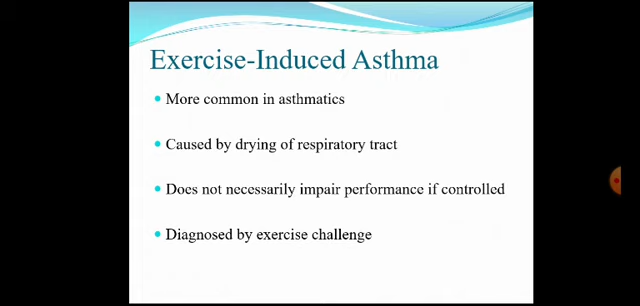 Exercise-Induced Asthma
• More common in asthmatics
• Caused by drying of respiratory tract
• Does not necessarily impair performance if controlled
• Diagnosed by exercise challenge